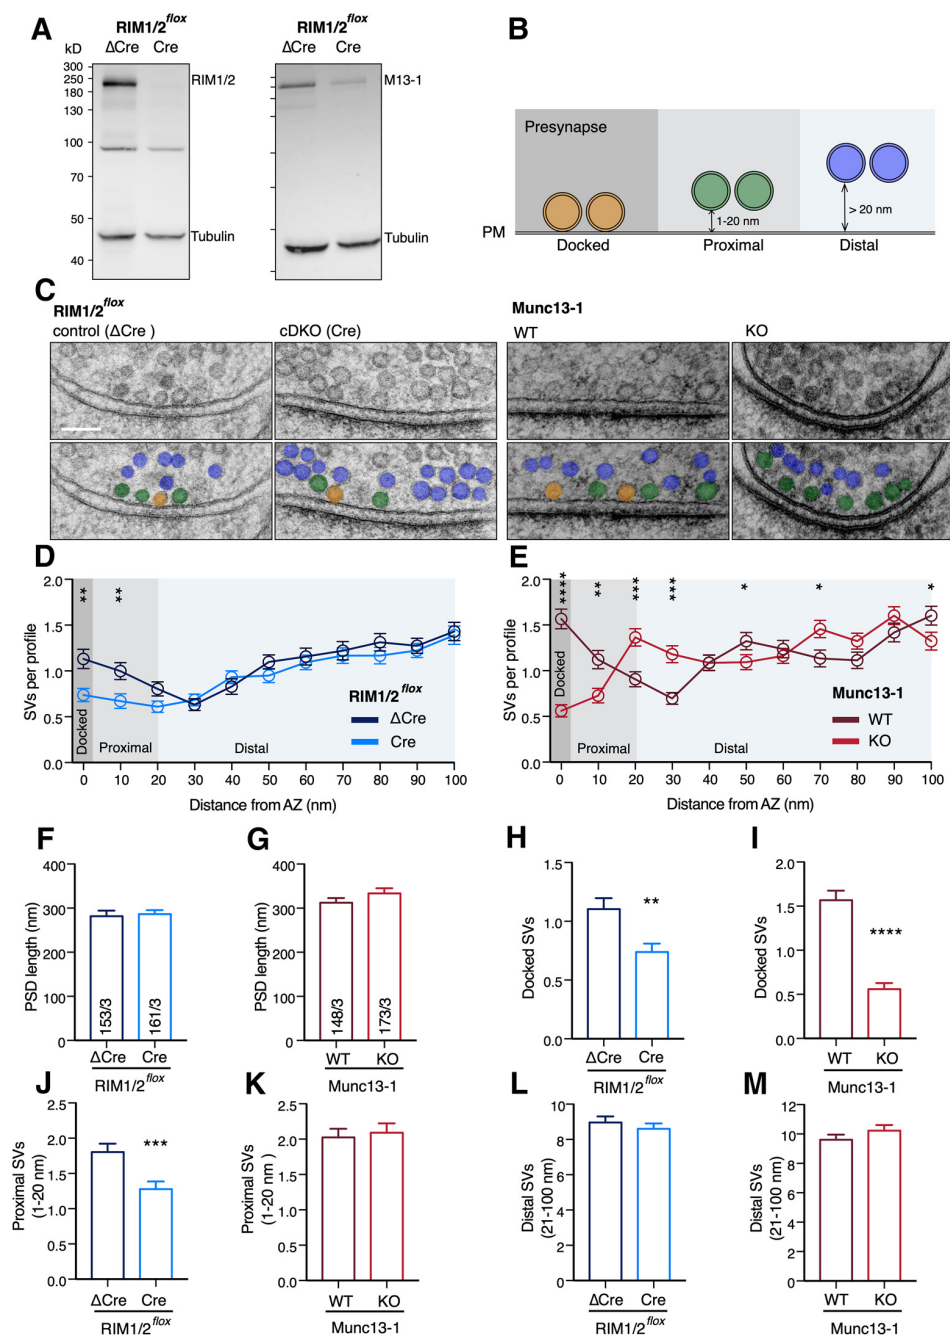 A
RIM1/2flox
RIM1/2flox
kD
ΔCre
Cre
ΔCre
Cre
300
250
180
130
100
70
50
40
RIM1/2
Tubulin
M13-1
Tubulin
B
Presynapse
1-20 nm
> 20 nm
PM
Docked
Proximal
Distal
C
RIM1/2flox
control (ΔCre )
cDKO (Cre)
Munc13-1
WT
KO
D
2.0
1.5
1.0
0.5
0.0
SVs per profile
**
**
Docked
Proximal
Distal
RIM1/2flox
ΔCre
Cre
0 10 20 30 40 50 60 70 80 90 100
Distance from AZ (nm)
E
2.0
1.5
1.0
0.5
0.0
SVs per profile
****
**
***
***
*
*
*
Docked
Proximal
Distal
Munc13-1
WT
KO
0 10 20 30 40 50 60 70 80 90 100
Distance from AZ (nm)
F
400
300
200
100
0
PSD length (nm)
153/3
161/3
ΔCre Cre
RIM1/2flox
G
400
300
200
100
0
PSD length (nm)
148/3
173/3
WT KO
Munc13-1
H
1.5
1.0
0.5
0.0
Docked SVs
**
ΔCre Cre
RIM1/2flox
I
2.0
1.5
1.0
0.5
0.0
Docked SVs
****
WT KO
Munc13-1
J
2.5
2.0
1.5
1.0
0.5
0.0
Proximal SVs
(1-20 nm)
***
ΔCre Cre
RIM1/2flox
K
2.5
2.0
1.5
1.0
0.5
0.0
Proximal SVs
(1-20 nm )
WT KO
Munc13-1
L
10
8
6
4
2
0
Distal SVs
(21-100 nm)
ΔCre Cre
RIM1/2flox
M
12
10
8
6
4
2
0
Distal SVs
(21-100 nm)
WT KO
Munc13-1